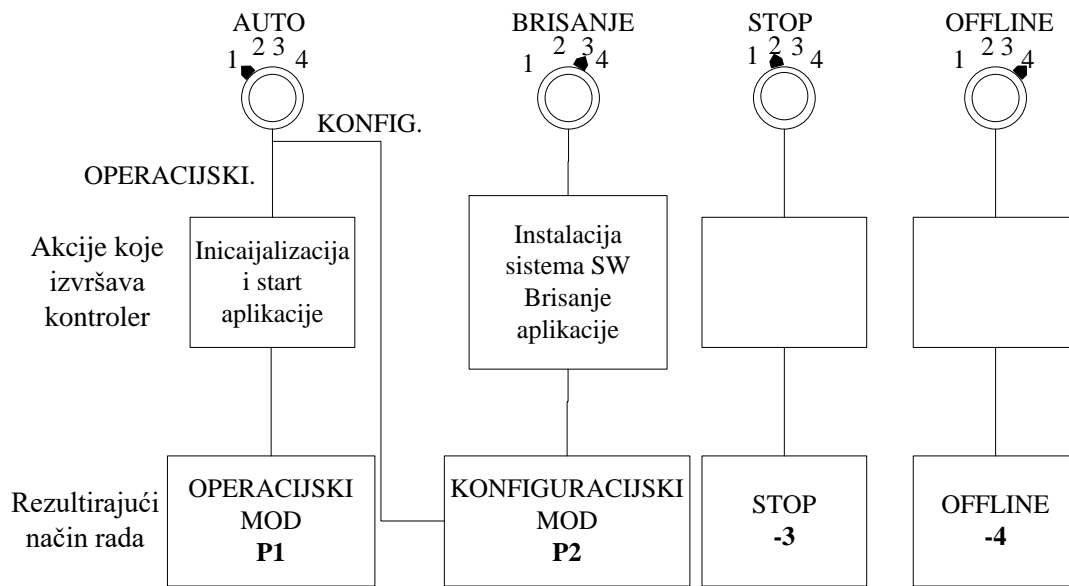 AUTO
1 2 3 4
BRISANJE
1 2 3 4
STOP
1 2 3 4
OFFLINE
1 2 3 4
KONFIG.
OPERACIJSKI.
Akcije koje
izvršava
kontroler
Inicaijalizacija
i start
aplikacije
Instalacija
sistema SW
Brisanje
aplikacije
Rezultirajući
način rada
OPERACIJSKI
MOD
P1
KONFIGURACIJSKI
MOD
P2
STOP
-3
OFFLINE
-4